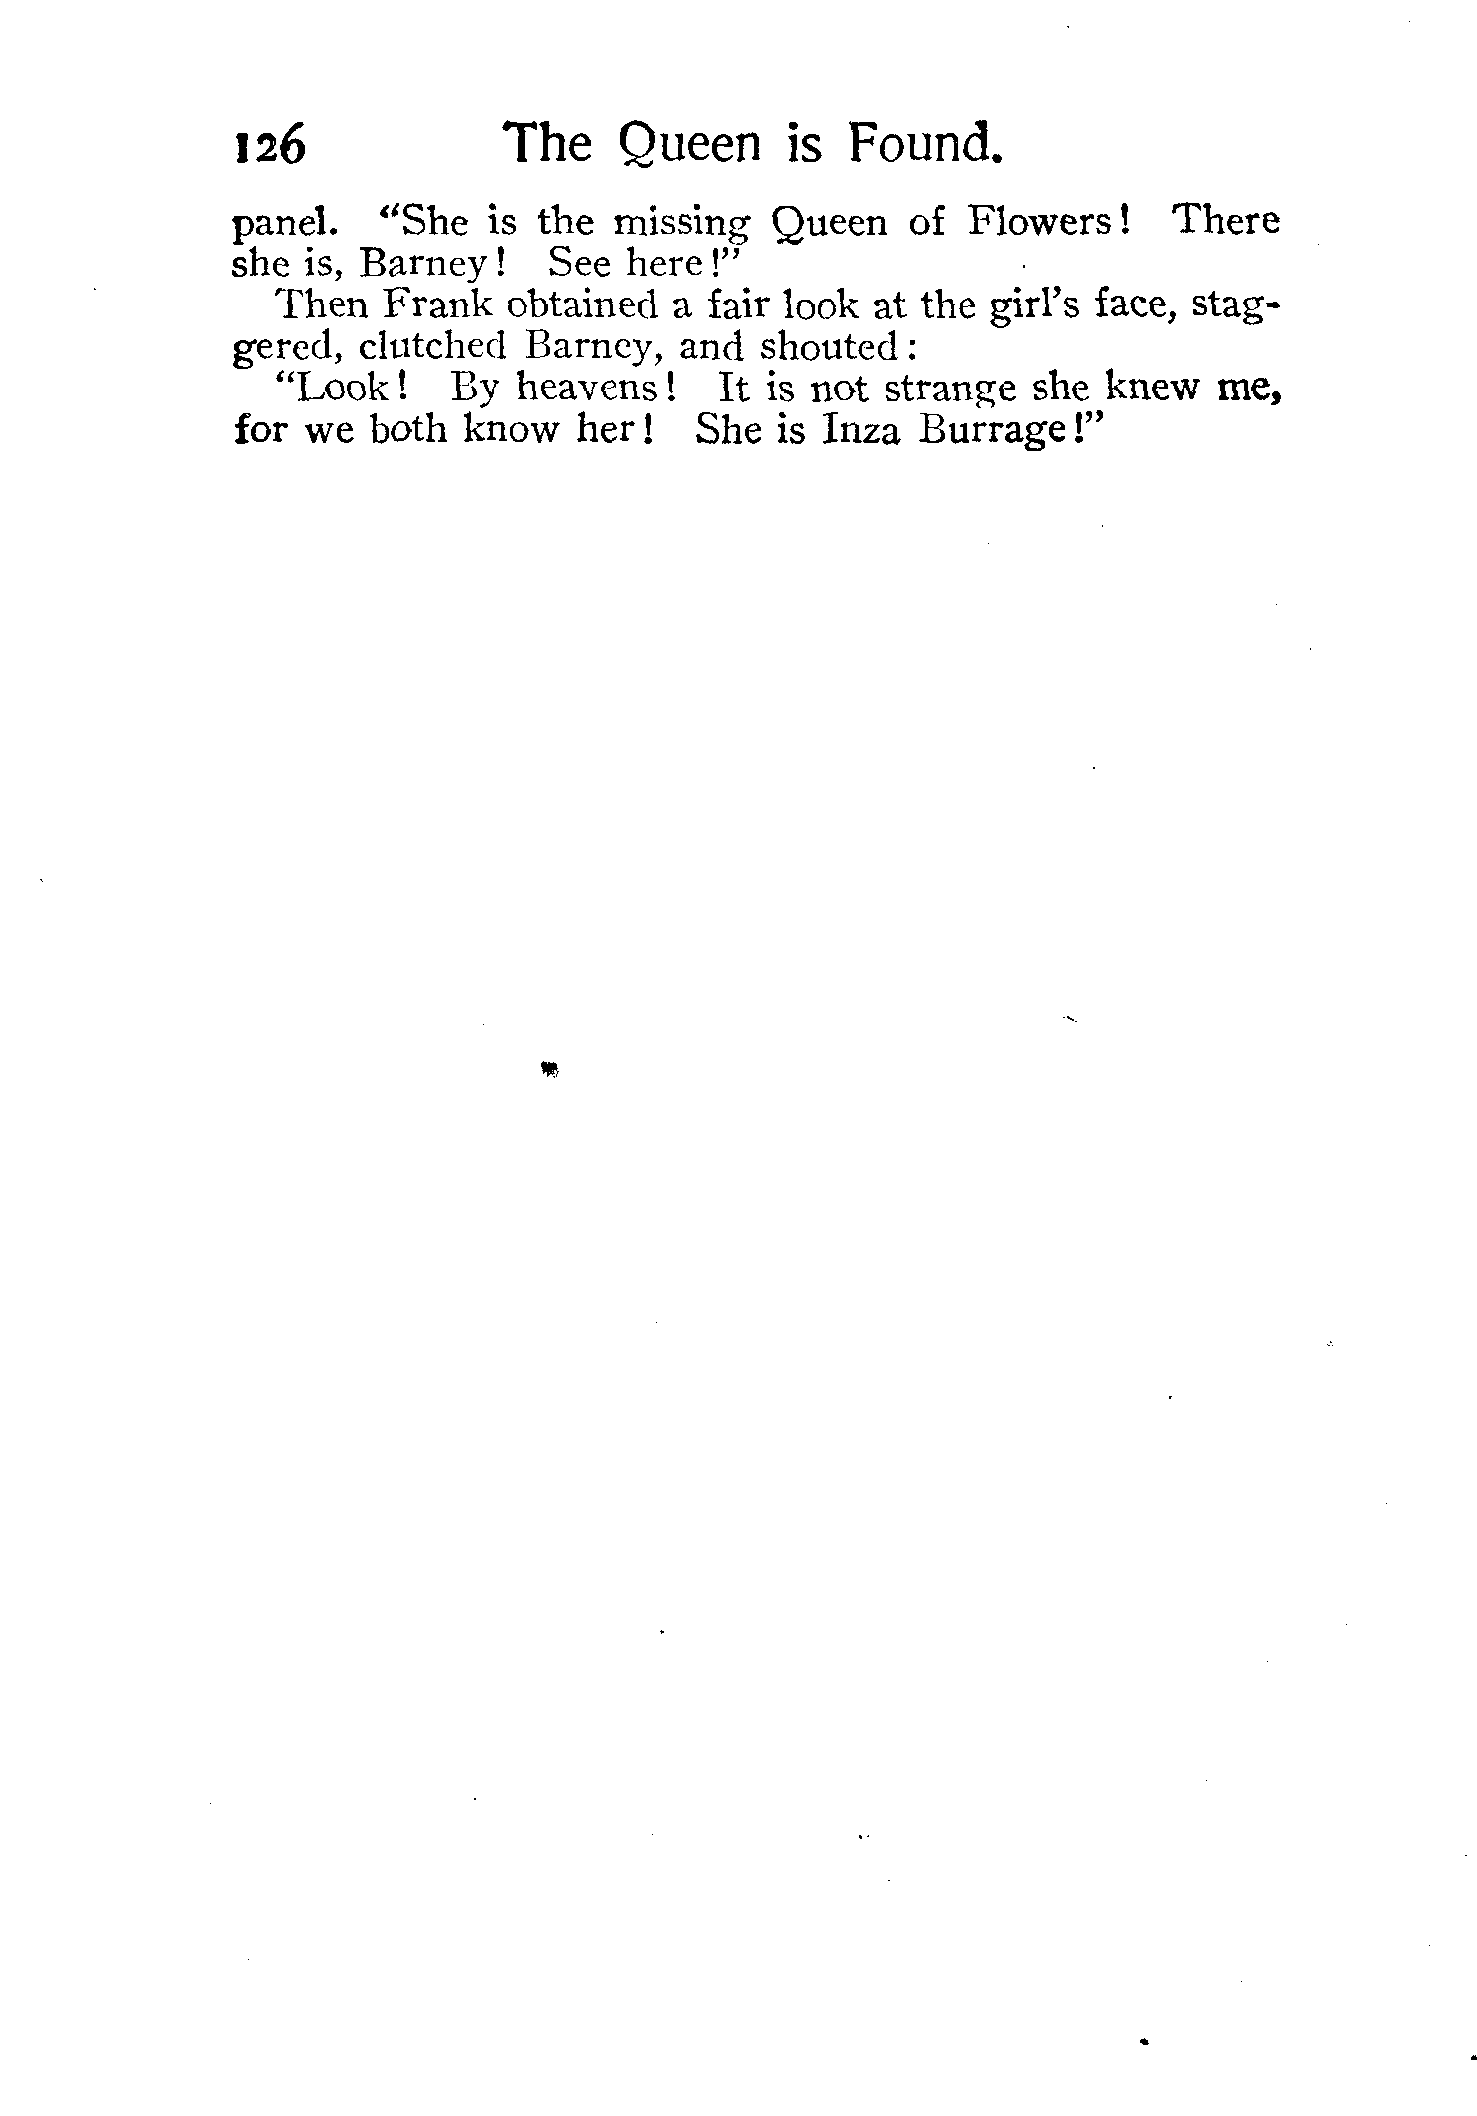 126 The Queen is Found.
panel. "She is the missing Queen of Flowers! There
she is, Barney! See here!"
Then Frank obtained a fair look at the girl's face, stag-
gered, clutched Barney, and shouted:
"Look! By heavens! It is not strange she knew me,
for we both know her! She is Inza Burrage!"